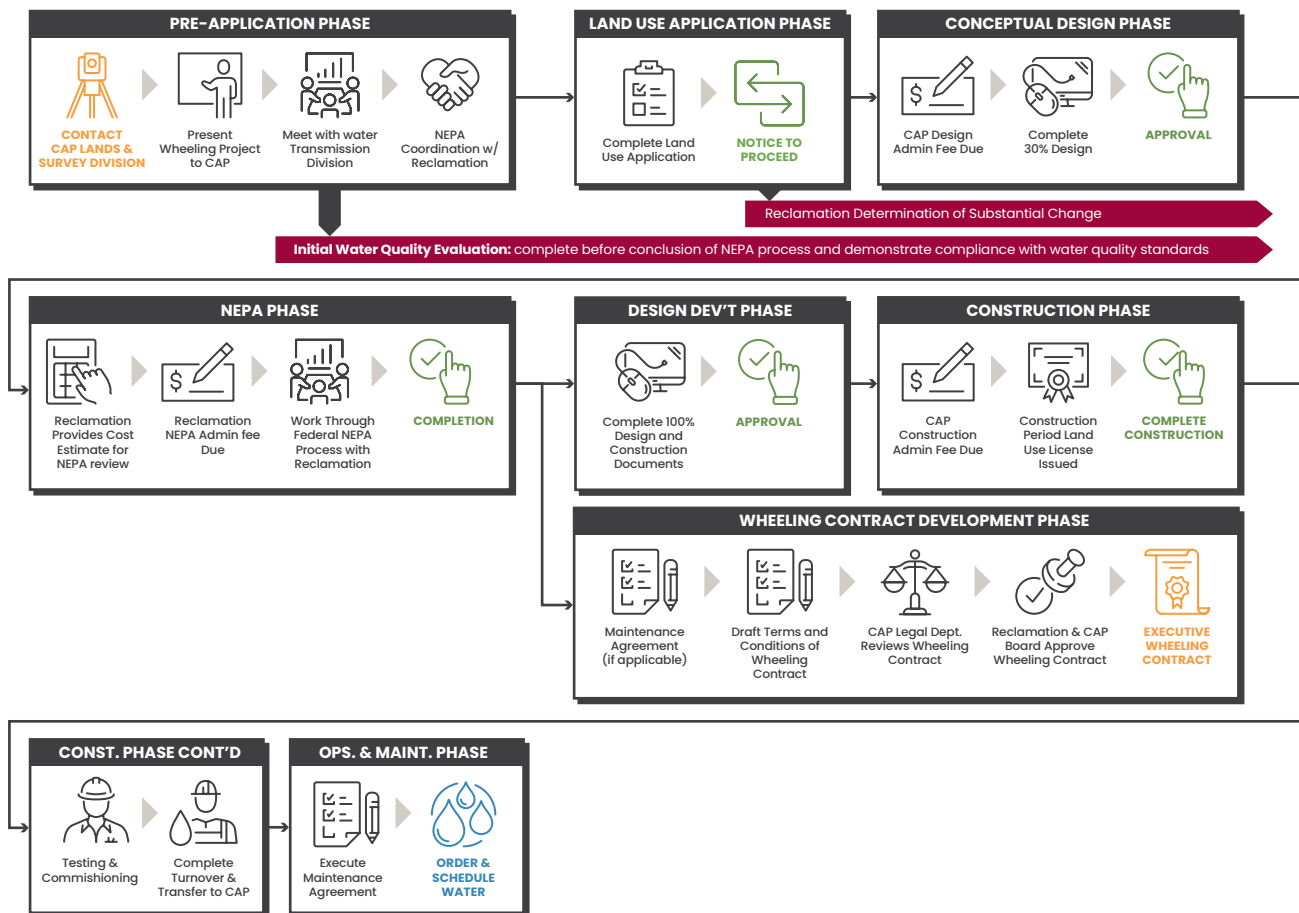 PRE-APPLICATION PHASE
CONTACT
CAP LANDS &
SURVEY DIVISION
Present
Wheeling Project
to CAP
Meet with water
Transmission
Division
NEPA
Coordination w/
Reclamation
LAND USE APPLICATION PHASE
Complete Land
Use Application
NOTICE TO
PROCEED
CONCEPTUAL DESIGN PHASE
$
CAP Design
Admin Fee Due
Complete
30% Design
APPROVAL
Reclamation Determination of Substantial Change
Initial Water Quality Evaluation: complete before conclusion of NEPA process and demonstrate compliance with water quality standards
NEPA PHASE
Reclamation
Provides Cost
Estimate for
NEPA review
$
Reclamation
NEPA Admin fee
Due
Work Through
Federal NEPA
Process with
Reclamation
COMPLETION
DESIGN DEV'T PHASE
Complete 100%
Design and
Construction
Documents
APPROVAL
CONSTRUCTION PHASE
$
CAP
Construction
Admin Fee Due
Construction
Period Land
Use License
Issued
COMPLETE
CONSTRUCTION
WHEELING CONTRACT DEVELOPMENT PHASE
Maintenance
Agreement
(if applicable)
Draft Terms and
Conditions of
Wheeling
Contract
CAP Legal Dept.
Reviews Wheeling
Contract
Reclamation & CAP
Board Approve
Wheeling Contract
EXECUTIVE
WHEELING
CONTRACT
CONST. PHASE CONT'D
Testing &
Commishioning
Complete
Turnover &
Transfer to CAP
OPS. & MAINT. PHASE
Execute
Maintenance
Agreement
ORDER &
SCHEDULE
WATER